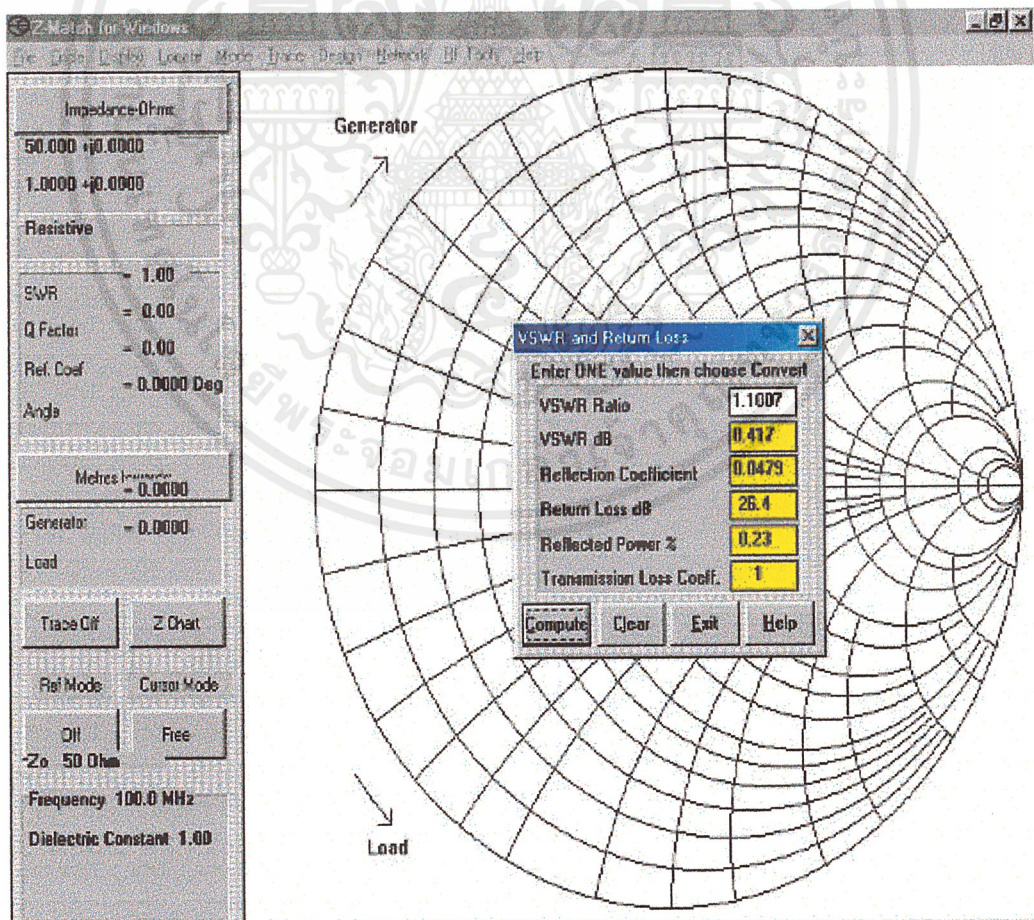 Z-Match for Windows
Impedance-Ohms
50.000 +j0.0000
1.0000 +j0.0000
Resistive
= 1.00
SWR
= 0.00
Q Factor
= 0.00
Ref. Coef
= 0.0000 Deg
Angle
Metres
= 0.0000
Generator
= 0.0000
Load
Trace Off
Z Chart
Ref Mode
Cursor Mode
Off
Free
Zo 50 Ohm
Frequency 100.0 MHz
Dielectric Constant 1.00
Generator
Load
VSWR and Return Loss
Enter ONE value then choose Convert
VSWR Ratio 1.1007
VSWR dB 0.417
Reflection Coefficient 0.0479
Return Loss dB 26.4
Reflected Power % 0.23
Transmission Loss Coeff. 1
Compute Clear Exit Help